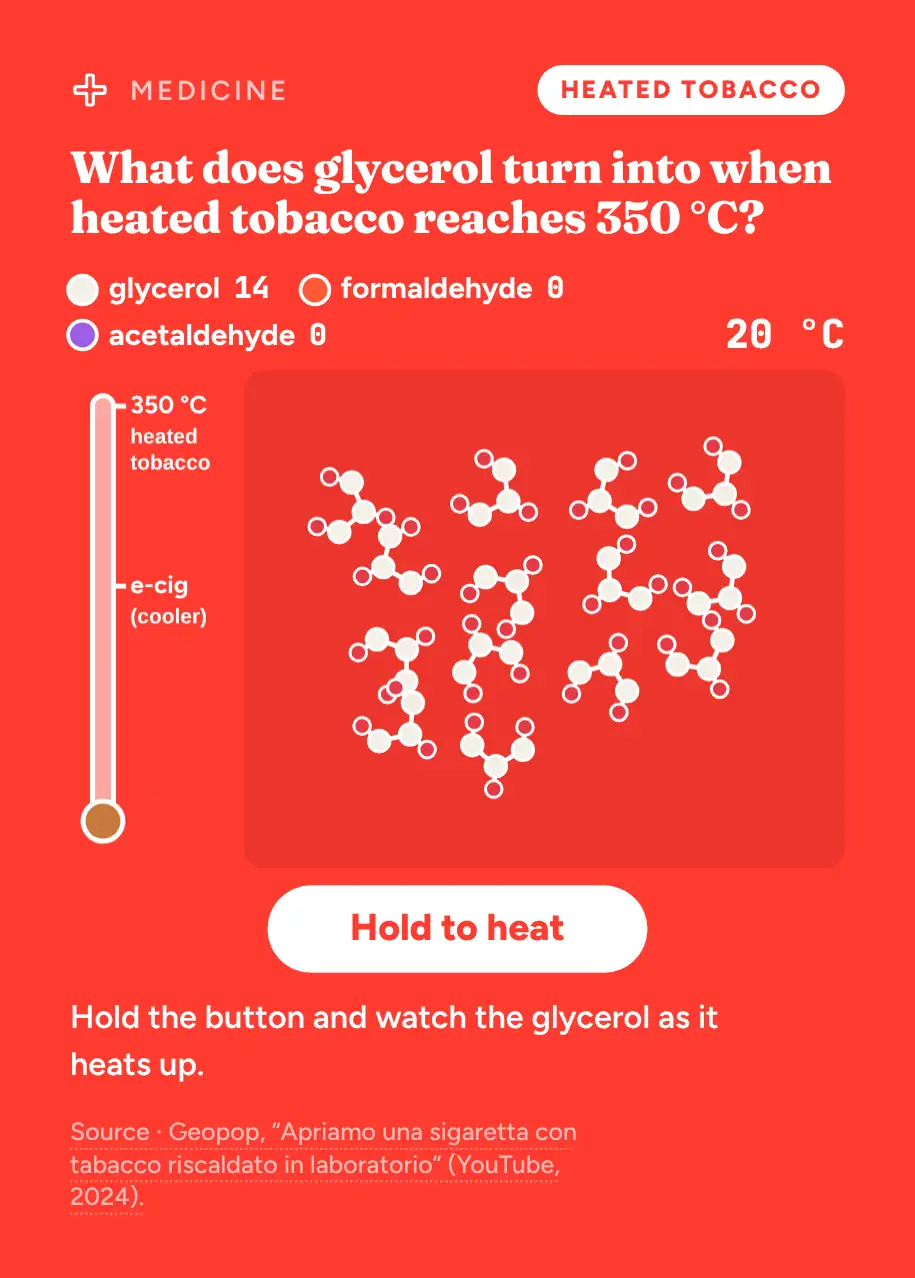 MEDICINE
HEATED TOBACCO
What does glycerol turn into when
heated tobacco reaches 350 °C?
glycerol 14 formaldehyde 0
acetaldehyde 0
20 °C
350 °C
heated
tobacco
e-cig
(cooler)
Hold to heat
Hold the button and watch the glycerol as it
heats up.
Source · Geopop, “Apriamo una sigaretta con
tabacco riscaldato in laboratorio” (YouTube,
2024).